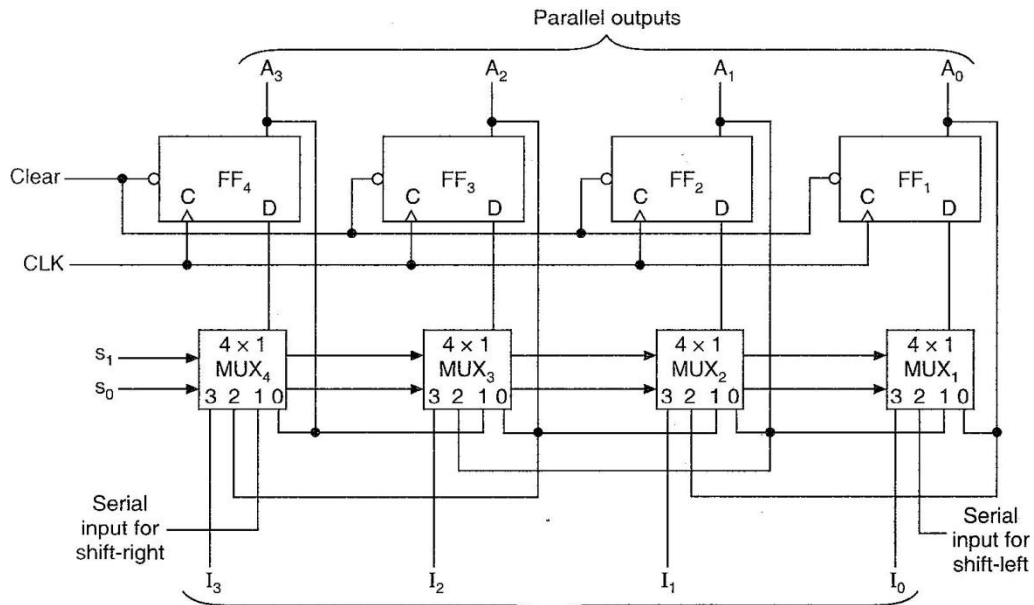 Parallel outputs
A₃ A₂ A₁ A₀
Clear
FF₄ FF₃ FF₂ FF₁
C D C D C D C D
CLK
4 × 1 4 × 1 4 × 1 4 × 1
s₁
MUX₄ MUX₃ MUX₂ MUX₁
s₀
3 2 1 0 3 2 1 0 3 2 1 0 3 2 1 0
Serial
input for
shift-right
Serial
input for
shift-left
I₃ I₂ I₁ I₀